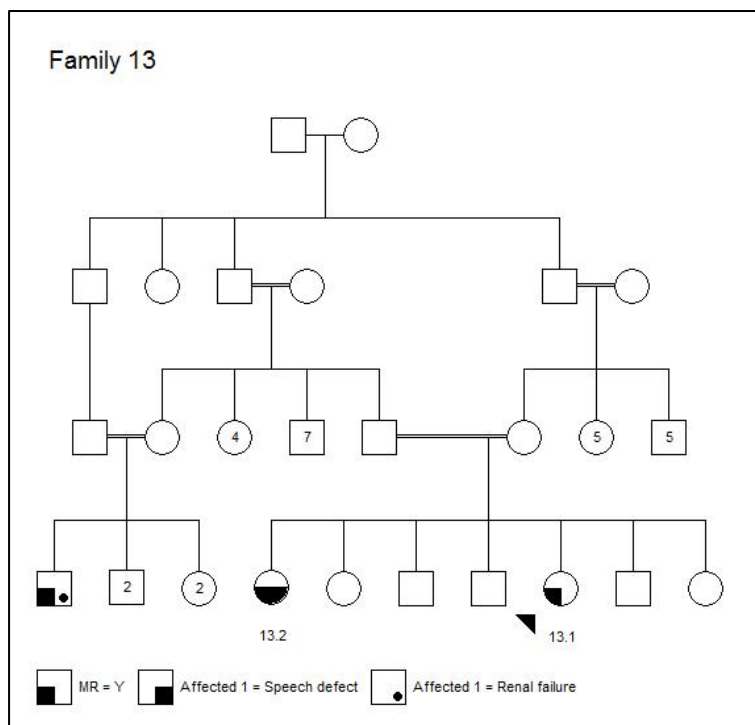 Family 13
4
7
5
5
2
2
13.2
13.1
MR = Y
Affected 1 = Speech defect
Affected 1 = Renal failure